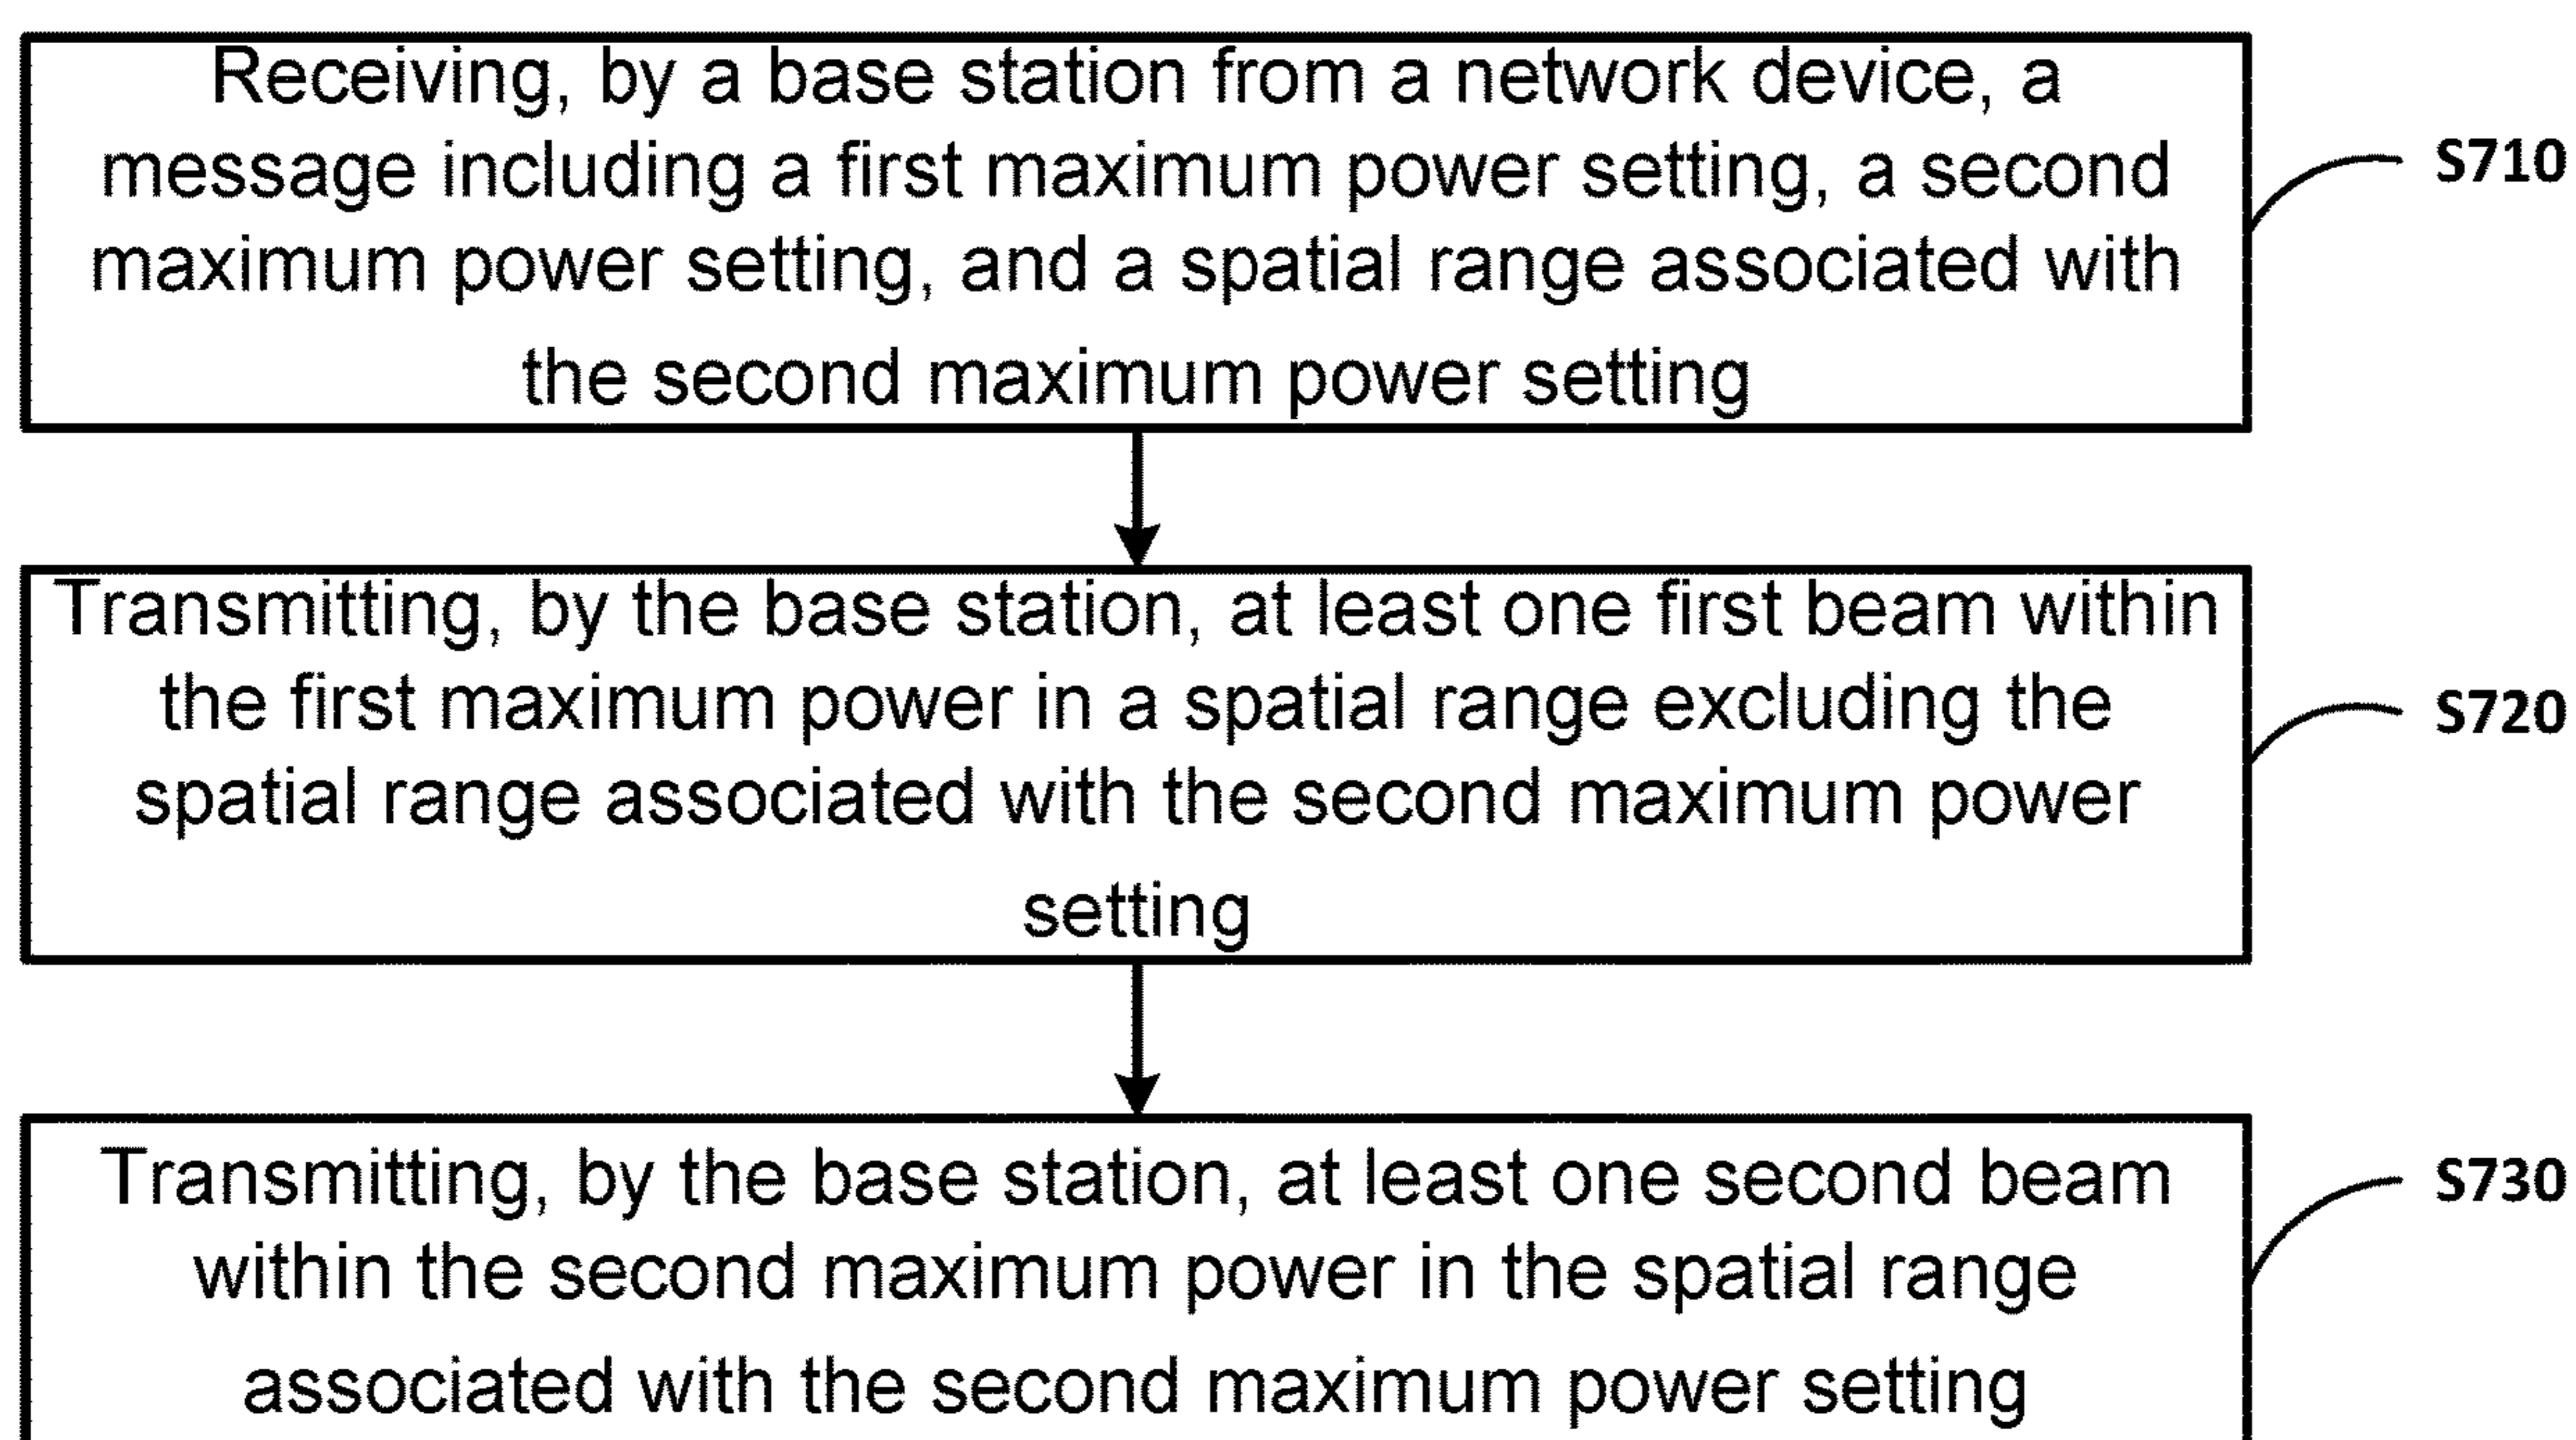 Receiving, by a base station from a network device, a
message including a first maximum power setting, a second
maximum power setting, and a spatial range associated with
the second maximum power setting
S710
Transmitting, by the base station, at least one first beam within
the first maximum power in a spatial range excluding the
spatial range associated with the second maximum power
setting
S720
Transmitting, by the base station, at least one second beam
within the second maximum power in the spatial range
associated with the second maximum power setting
S730